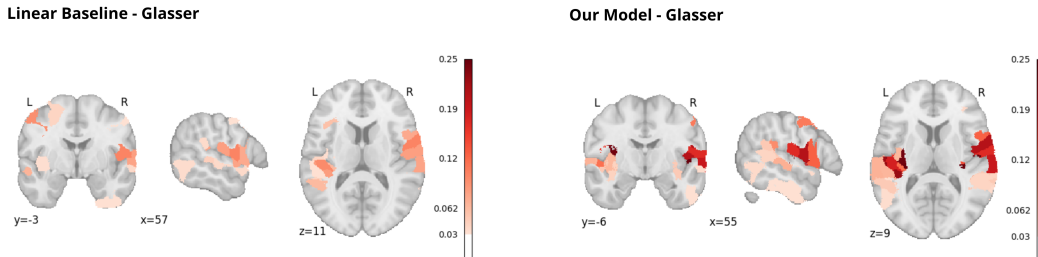 Linear Baseline - Glasser
L
R
L
R
y=-3
x=57
z=11
0.25
0.19
0.12
0.062
0.03
Our Model - Glasser
L
R
L
R
y=-6
x=55
z=9
0.25
0.19
0.12
0.062
0.03